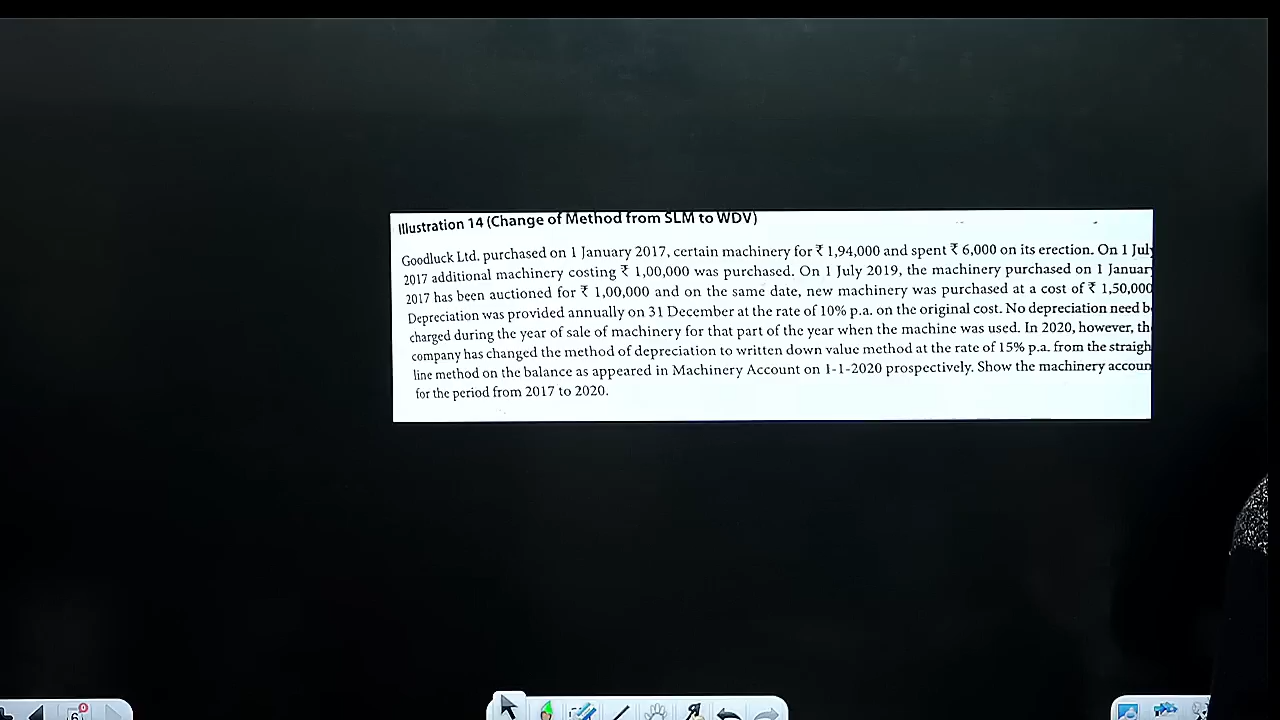 Illustration 14 (Change of Method from SLM to WDV)
Goodluck Ltd. purchased on 1 January 2017, certain machinery for ₹ 1,94,000 and spent ₹ 6,000 on its erection. On 1 July
2017 additional machinery costing ₹ 1,00,000 was purchased. On 1 July 2019, the machinery purchased on 1 Januar
2017 has been auctioned for ₹ 1,00,000 and on the same date, new machinery was purchased at a cost of ₹ 1,50,000
Depreciation was provided annually on 31 December at the rate of 10% p.a. on the original cost. No depreciation need b
charged during the year of sale of machinery for that part of the year when the machine was used. In 2020, however, th
company has changed the method of depreciation to written down value method at the rate of 15% p.a. from the straigh
line method on the balance as appeared in Machinery Account on 1-1-2020 prospectively. Show the machinery accoun
for the period from 2017 to 2020.
6